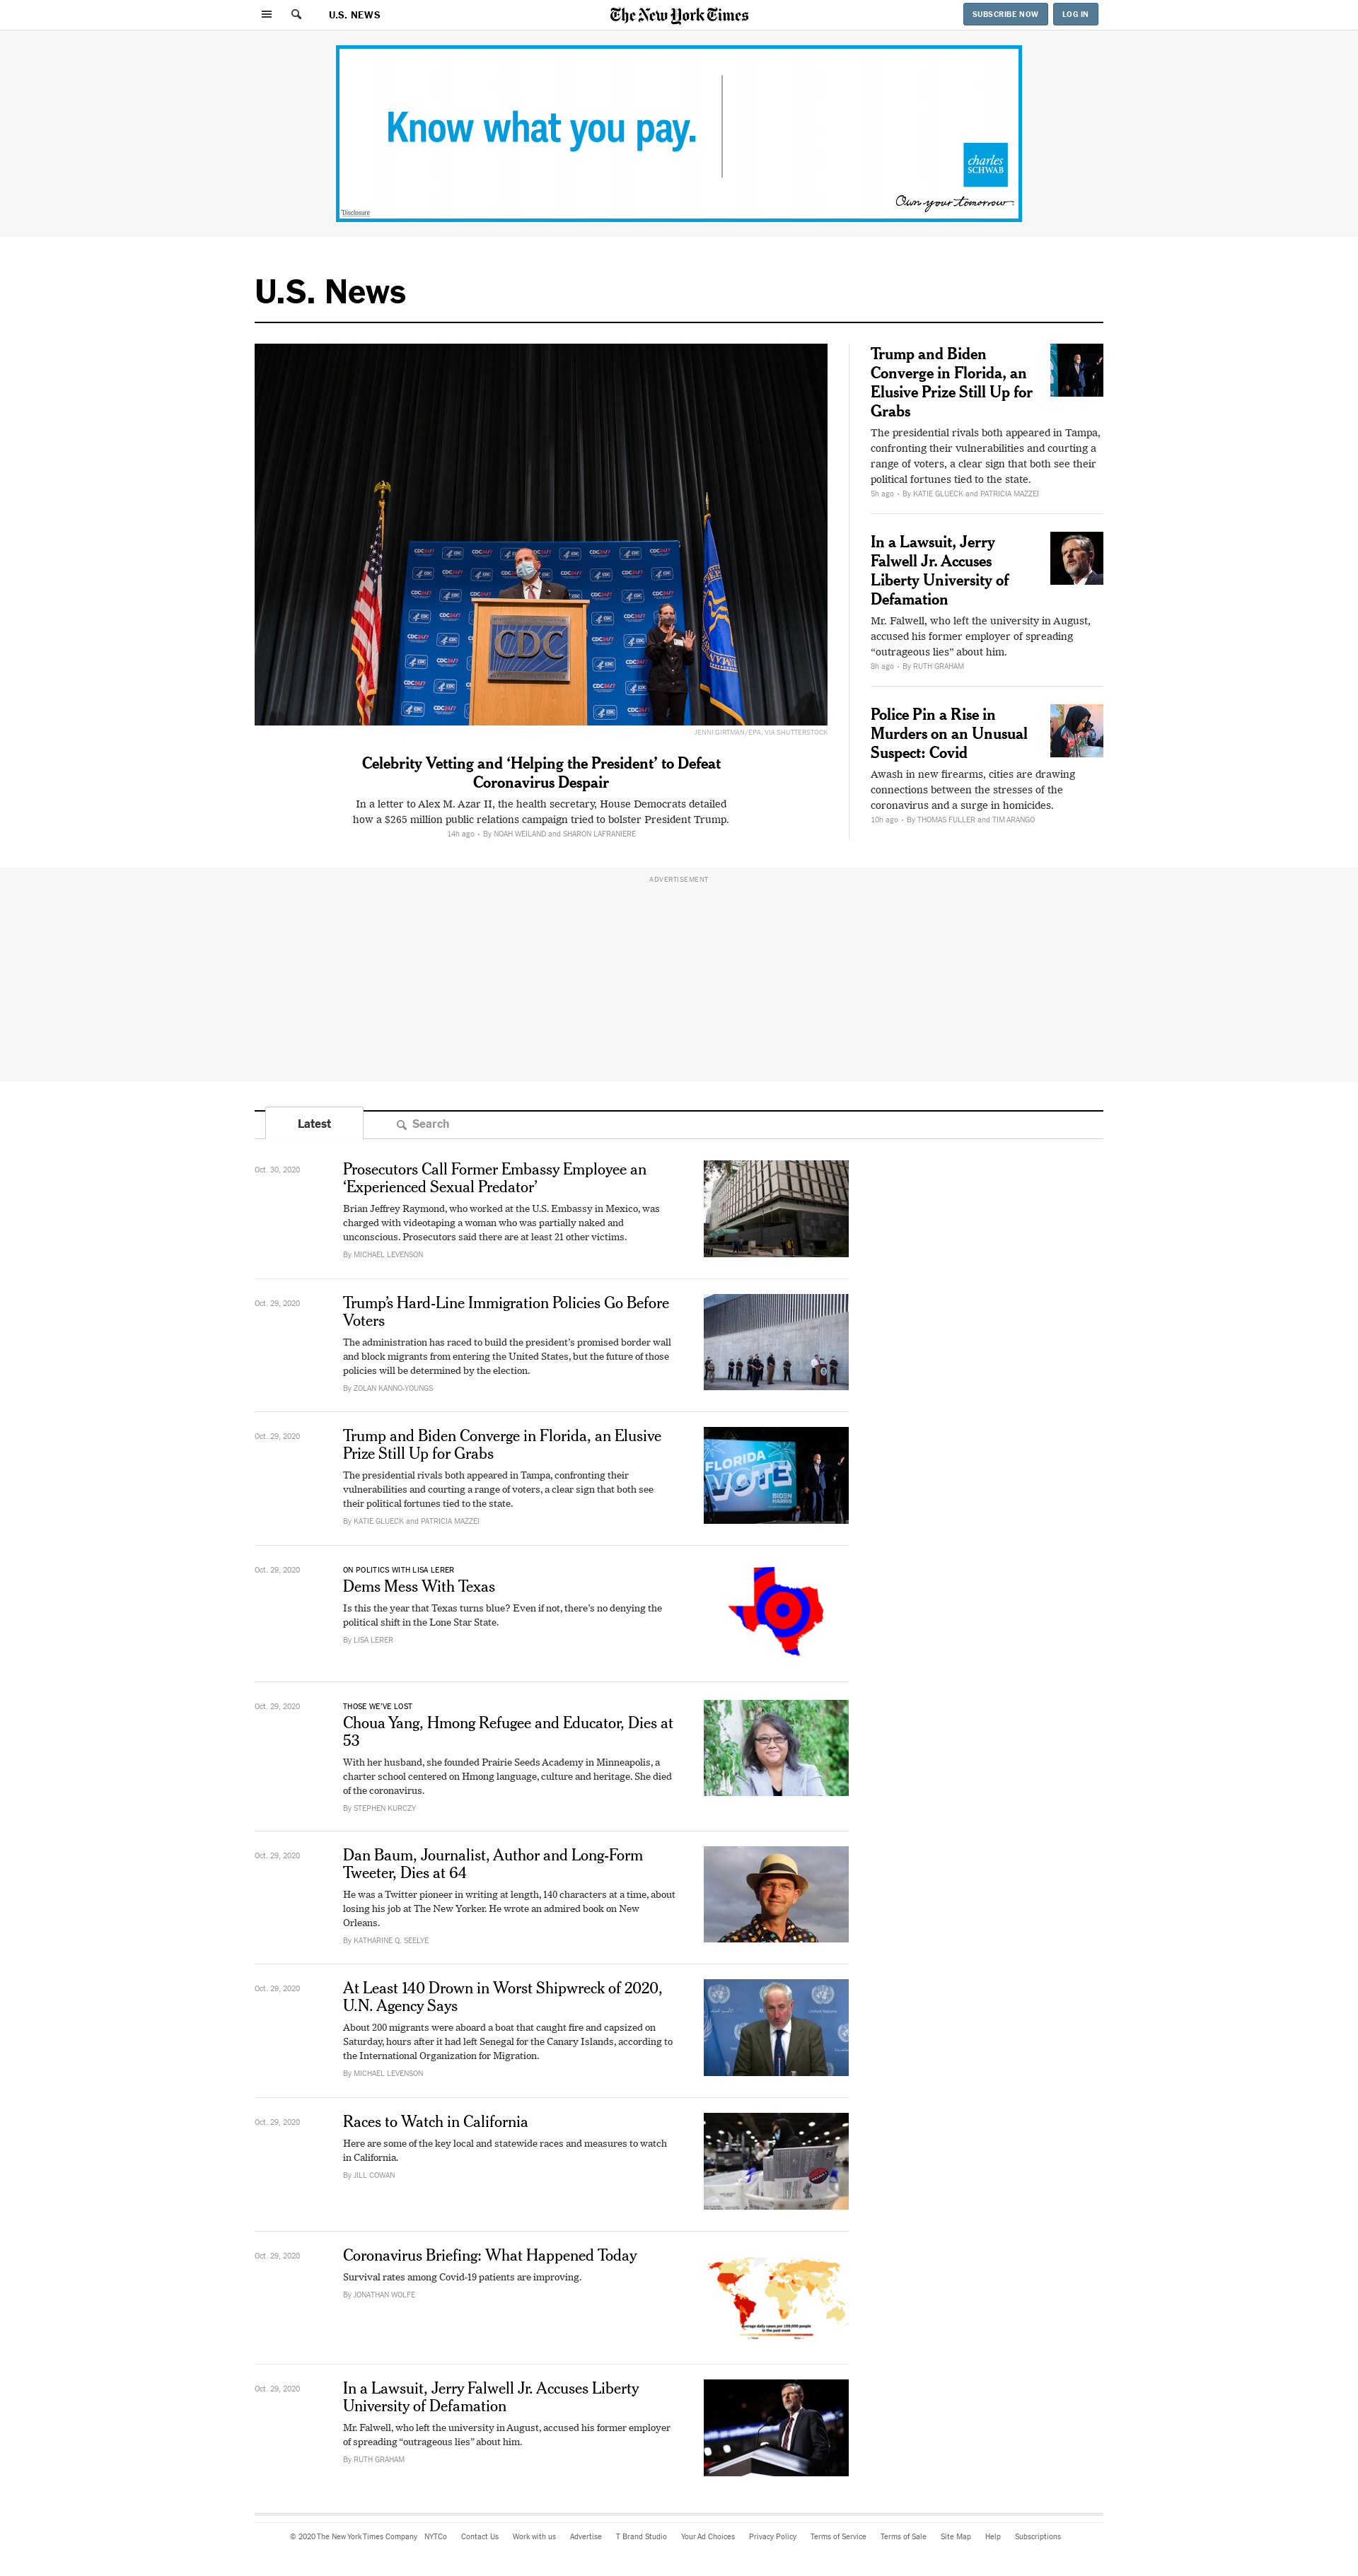 U.S. NEWS
The New York Times
SUBSCRIBE NOW
LOG IN
Know what you pay.
charles
SCHWAB
Own your tomorrow.
Disclosure
U.S. News
JENNI GIRTMAN/EPA, VIA SHUTTERSTOCK
Celebrity Vetting and ‘Helping the President’ to Defeat
Coronavirus Despair
In a letter to Alex M. Azar II, the health secretary, House Democrats detailed
how a $265 million public relations campaign tried to bolster President Trump.
14h ago • By NOAH WEILAND and SHARON LAFRANIERE
Trump and Biden
Converge in Florida, an
Elusive Prize Still Up for
Grabs
The presidential rivals both appeared in Tampa,
confronting their vulnerabilities and courting a
range of voters, a clear sign that both see their
political fortunes tied to the state.
5h ago • By KATIE GLUECK and PATRICIA MAZZEI
In a Lawsuit, Jerry
Falwell Jr. Accuses
Liberty University of
Defamation
Mr. Falwell, who left the university in August,
accused his former employer of spreading
“outrageous lies” about him.
8h ago • By RUTH GRAHAM
Police Pin a Rise in
Murders on an Unusual
Suspect: Covid
Awash in new firearms, cities are drawing
connections between the stresses of the
coronavirus and a surge in homicides.
10h ago • By THOMAS FULLER and TIM ARANGO
CDC
ADVERTISEMENT
Latest
Search
Oct. 30, 2020
Prosecutors Call Former Embassy Employee an
‘Experienced Sexual Predator’
Brian Jeffrey Raymond, who worked at the U.S. Embassy in Mexico, was
charged with videotaping a woman who was partially naked and
unconscious. Prosecutors said there are at least 21 other victims.
By MICHAEL LEVENSON
Oct. 29, 2020
Trump’s Hard-Line Immigration Policies Go Before
Voters
The administration has raced to build the president’s promised border wall
and block migrants from entering the United States, but the future of those
policies will be determined by the election.
By ZOLAN KANNO-YOUNGS
Oct. 29, 2020
Trump and Biden Converge in Florida, an Elusive
Prize Still Up for Grabs
The presidential rivals both appeared in Tampa, confronting their
vulnerabilities and courting a range of voters, a clear sign that both see
their political fortunes tied to the state.
By KATIE GLUECK and PATRICIA MAZZEI
FLORIDA
VOTE
BIDEN
HARRIS
Oct. 29, 2020
ON POLITICS WITH LISA LERER
Dems Mess With Texas
Is this the year that Texas turns blue? Even if not, there’s no denying the
political shift in the Lone Star State.
By LISA LERER
Oct. 29, 2020
THOSE WE’VE LOST
Choua Yang, Hmong Refugee and Educator, Dies at
53
With her husband, she founded Prairie Seeds Academy in Minneapolis, a
charter school centered on Hmong language, culture and heritage. She died
of the coronavirus.
By STEPHEN KURCZY
Oct. 29, 2020
Dan Baum, Journalist, Author and Long-Form
Tweeter, Dies at 64
He was a Twitter pioneer in writing at length, 140 characters at a time, about
losing his job at The New Yorker. He wrote an admired book on New
Orleans.
By KATHARINE Q. SEELYE
Oct. 29, 2020
At Least 140 Drown in Worst Shipwreck of 2020,
U.N. Agency Says
About 200 migrants were aboard a boat that caught fire and capsized on
Saturday, hours after it had left Senegal for the Canary Islands, according to
the International Organization for Migration.
By MICHAEL LEVENSON
Oct. 29, 2020
Races to Watch in California
Here are some of the key local and statewide races and measures to watch
in California.
By JILL COWAN
Oct. 29, 2020
Coronavirus Briefing: What Happened Today
Survival rates among Covid-19 patients are improving.
By JONATHAN WOLFE
Average daily cases per 100,000 people
in the past week
Oct. 29, 2020
In a Lawsuit, Jerry Falwell Jr. Accuses Liberty
University of Defamation
Mr. Falwell, who left the university in August, accused his former employer
of spreading “outrageous lies” about him.
By RUTH GRAHAM
© 2020 The New York Times Company NYTCo Contact Us Work with us Advertise T Brand Studio Your Ad Choices Privacy Policy Terms of Service Terms of Sale Site Map Help Subscriptions